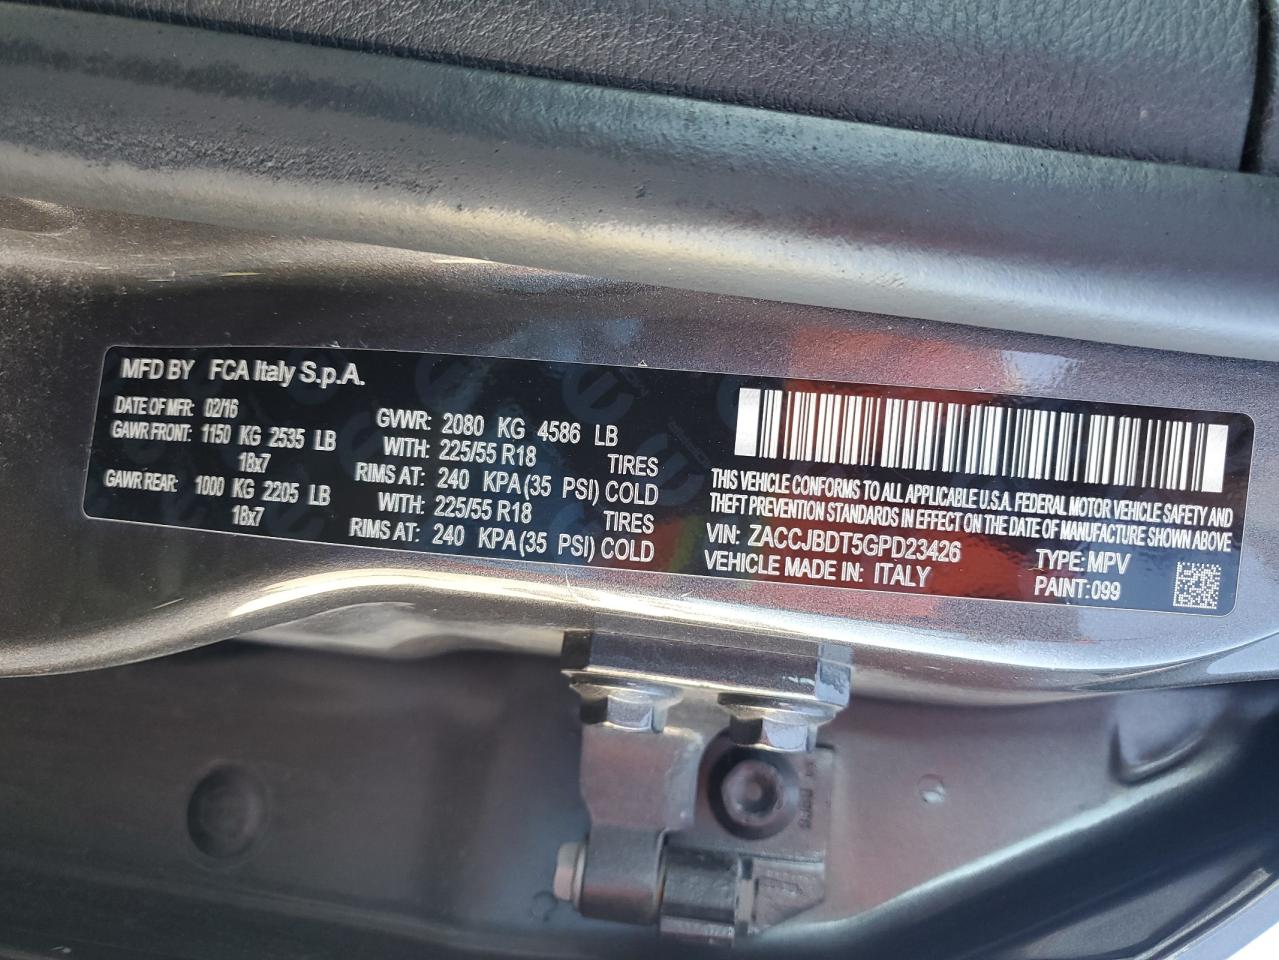 MFD BY FCA Italy S.p.A.
DATE OF MFR: 02/16 GVWR: 2080 KG 4586 LB
GAWR FRONT: 1150 KG 2535 LB WITH: 225/55 R18 TIRES
18x7 RIMS AT: 240 KPA(35 PSI) COLD
GAWR REAR: 1000 KG 2205 LB WITH: 225/55 R18 TIRES
18x7 RIMS AT: 240 KPA(35 PSI) COLD
THIS VEHICLE CONFORMS TO ALL APPLICABLE U.S.A. FEDERAL MOTOR VEHICLE SAFETY AND
THEFT PREVENTION STANDARDS IN EFFECT ON THE DATE OF MANUFACTURE SHOWN ABOVE
VIN: ZACCJBDT5GPD23426 TYPE: MPV
VEHICLE MADE IN: ITALY PAINT: 099